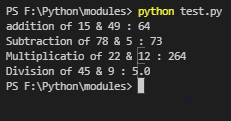 PS F:\Python\modules> python test.py
addition of 15 & 49 : 64
Subtraction of 78 & 5 : 73
Multiplicatio of 22 & 12 : 264
Division of 45 & 9 : 5.0
PS F:\Python\modules>